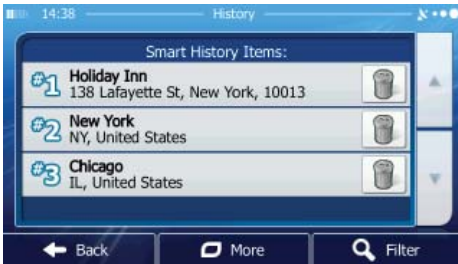 14:38 History
Smart History Items:
#1 Holiday Inn
138 Lafayette St, New York, 10013
#2 New York
NY, United States
#3 Chicago
IL, United States
Back More Filter